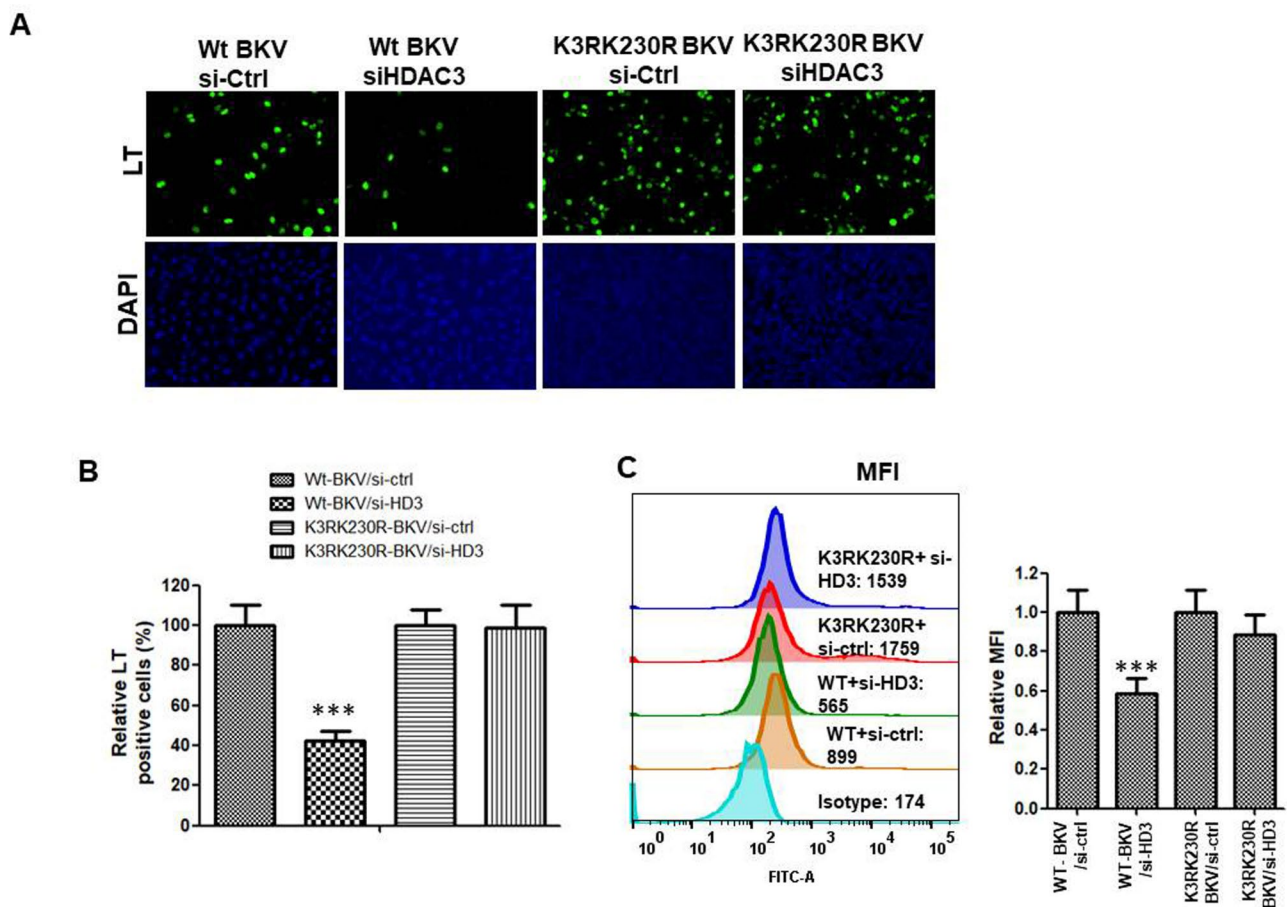 A
Wt BKV
si-Ctrl
Wt BKV
siHDAC3
K3RK230R BKV
si-Ctrl
K3RK230R BKV
siHDAC3
LT
DAPI
B
Wt-BKV/si-ctrl
Wt-BKV/si-HD3
K3RK230R-BKV/si-ctrl
K3RK230R-BKV/si-HD3
Relative LT
positive cells (%)
120
100
80
60
40
20
0
***
C
MFI
K3RK230R+ si-
HD3: 1539
K3RK230R+
si-ctrl: 1759
WT+si-HD3:
565
WT+si-ctrl:
899
Isotype: 174
10^0
10^1
10^2
10^3
10^4
10^5
FITC-A
Relative MFI
1.2
1.0
0.8
0.6
0.4
0.2
0.0
***
WT- BKV
/si-ctrl
WT-BKV
/si-HD3
K3RK230R
BKV/si-ctrl
K3RK230R
BKV/si-HD3